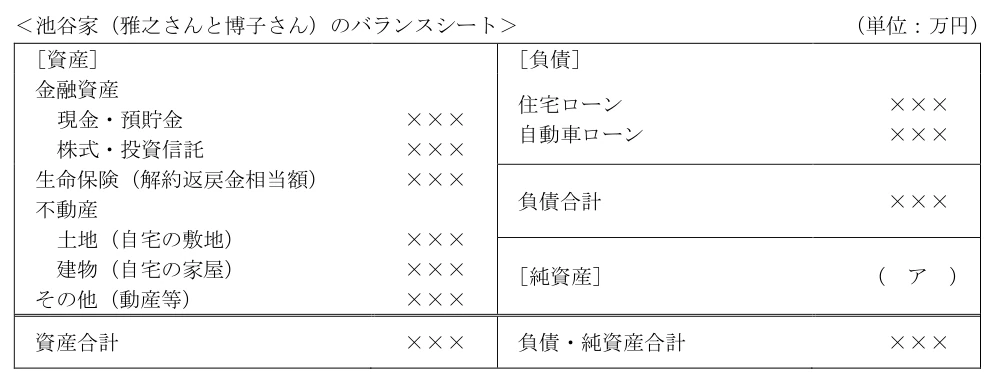 ＜池谷家（雅之さんと博子さん）のバランスシート＞ （単位：万円）
［資産］
金融資産
現金・預貯金 ×××
株式・投資信託 ×××
生命保険（解約返戻金相当額） ×××
不動産
土地（自宅の敷地） ×××
建物（自宅の家屋） ×××
その他（動産等） ×××
資産合計 ×××
［負債］
住宅ローン ×××
自動車ローン ×××
負債合計 ×××
［純資産］ （ ア ）
負債・純資産合計 ×××